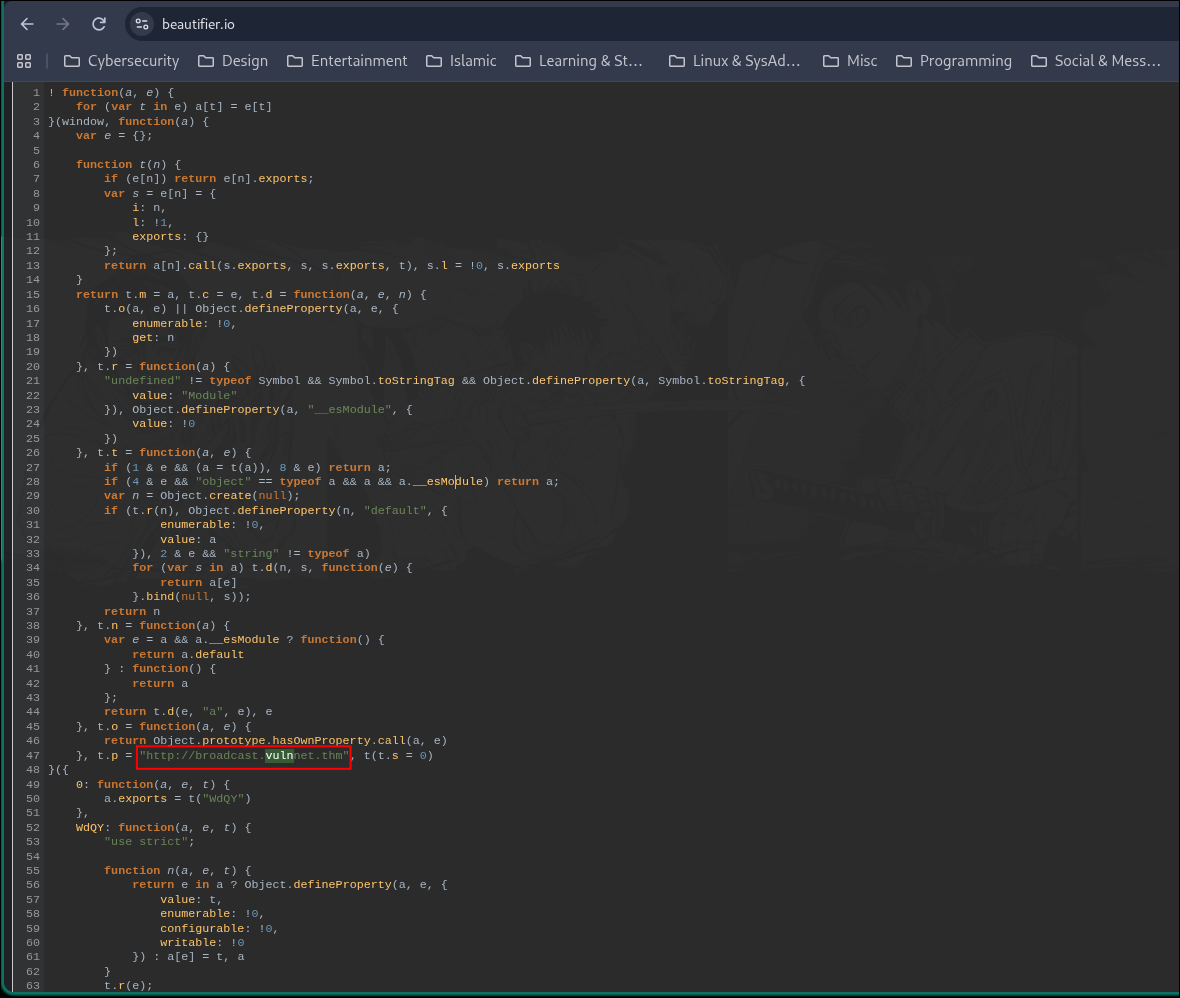 beautifier.io
Cybersecurity Design Entertainment Islamic Learning & St... Linux & SysAd... Misc Programming Social & Mess...
1 ! function(a, e) {
2     for (var t in e) a[t] = e[t]
3 }(window, function(a) {
4     var e = {};
5
6     function t(n) {
7         if (e[n]) return e[n].exports;
8         var s = e[n] = {
9             i: n,
10             l: !1,
11             exports: {}
12         };
13         return a[n].call(s.exports, s, s.exports, t), s.l = !0, s.exports
14     }
15     return t.m = a, t.c = e, t.d = function(a, e, n) {
16         t.o(a, e) || Object.defineProperty(a, e, {
17             enumerable: !0,
18             get: n
19         })
20     }, t.r = function(a) {
21         "undefined" != typeof Symbol && Symbol.toStringTag && Object.defineProperty(a, Symbol.toStringTag, {
22             value: "Module"
23         }), Object.defineProperty(a, "__esModule", {
24             value: !0
25         })
26     }, t.t = function(a, e) {
27         if (1 & e && (a = t(a)), 8 & e) return a;
28         if (4 & e && "object" == typeof a && a && a.__esModule) return a;
29         var n = Object.create(null);
30         if (t.r(n), Object.defineProperty(n, "default", {
31                 enumerable: !0,
32                 value: a
33             }), 2 & e && "string" != typeof a)
34             for (var s in a) t.d(n, s, function(e) {
35                 return a[e]
36             }.bind(null, s));
37         return n
38     }, t.n = function(a) {
39         var e = a && a.__esModule ? function() {
40             return a.default
41         } : function() {
42             return a
43         };
44         return t.d(e, "a", e), e
45     }, t.o = function(a, e) {
46         return Object.prototype.hasOwnProperty.call(a, e)
47     }, t.p = "http://broadcast.vulnnet.thm", t(t.s = 0)
48 }({
49     0: function(a, e, t) {
50         a.exports = t("WdQY")
51     },
52     WdQY: function(a, e, t) {
53         "use strict";
54
55         function n(a, e, t) {
56             return e in a ? Object.defineProperty(a, e, {
57                 value: t,
58                 enumerable: !0,
59                 configurable: !0,
60                 writable: !0
61             }) : a[e] = t, a
62         }
63         t.r(e);